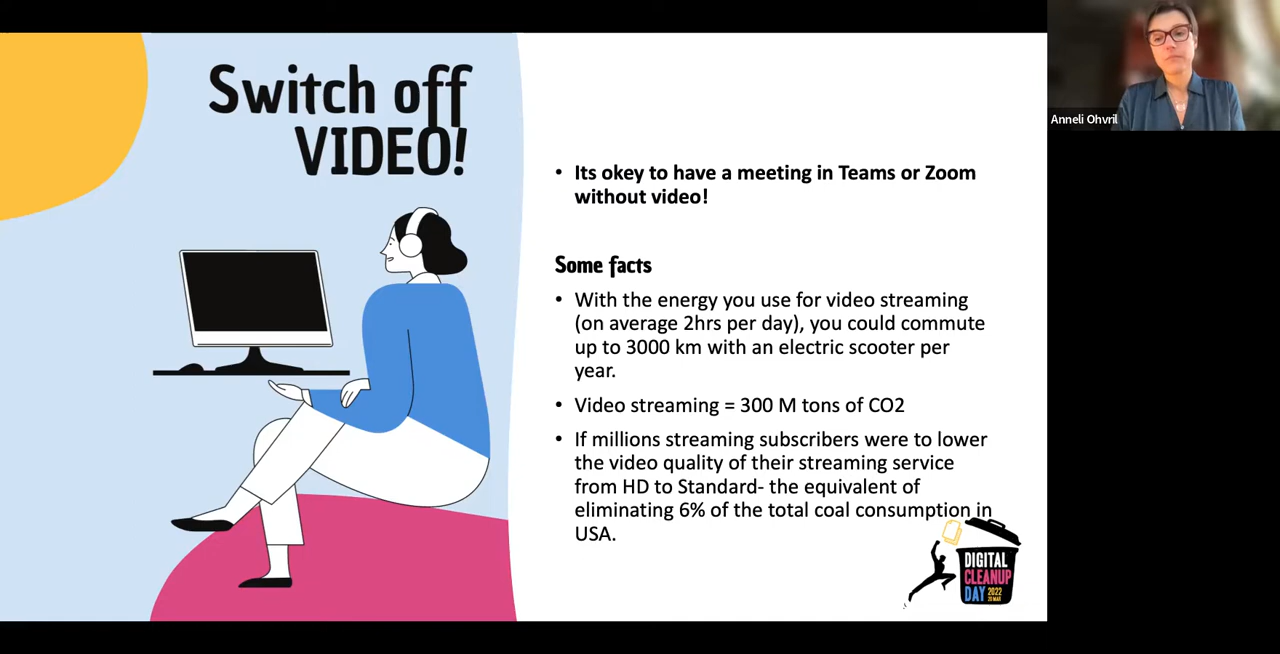 Switch off
VIDEO!
• Its okey to have a meeting in Teams or Zoom
without video!
Some facts
• With the energy you use for video streaming
(on average 2hrs per day), you could commute
up to 3000 km with an electric scooter per
year.
• Video streaming = 300 M tons of CO2
• If millions streaming subscribers were to lower
the video quality of their streaming service
from HD to Standard- the equivalent of
eliminating 6% of the total coal consumption in
USA.
DIGITAL
CLEANUP
DAY 2022
20 MAR
Anneli Ohvril